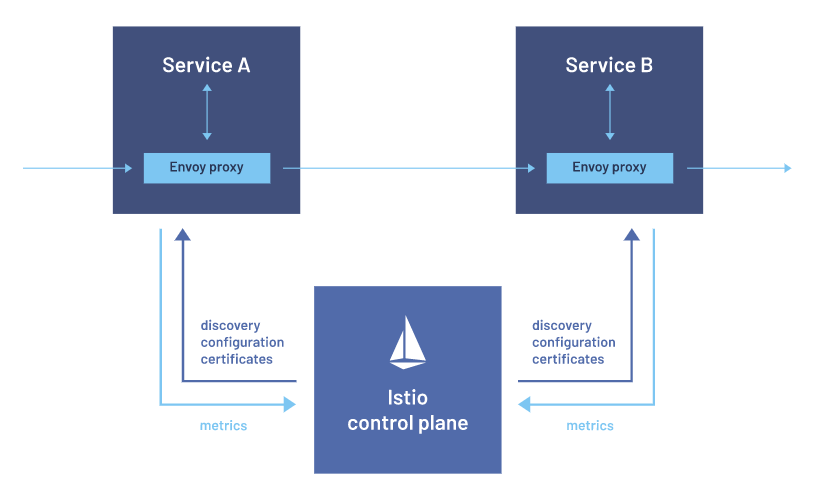 Service A
Service B
Envoy proxy
Envoy proxy
discovery
configuration
certificates
discovery
configuration
certificates
Istio
control plane
metrics
metrics